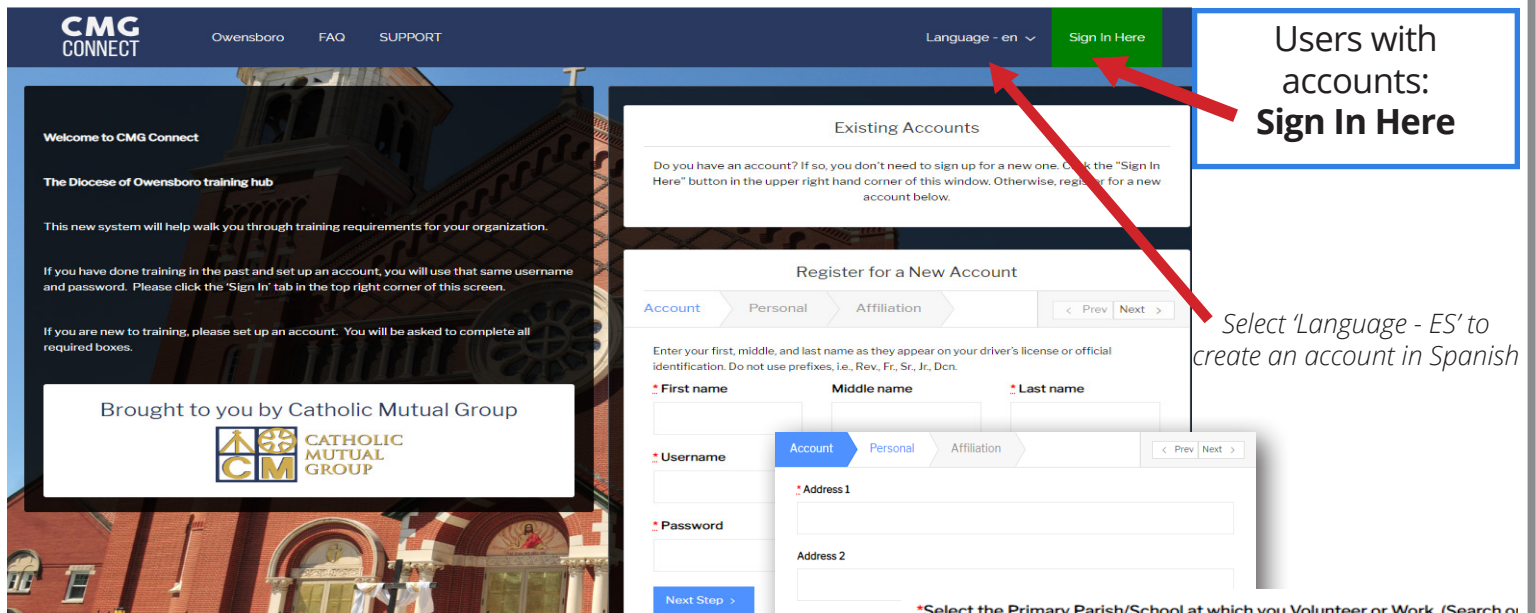 CMG
CONNECT
Owensboro
FAQ
SUPPORT
Language - en
Sign In Here
Users with
accounts:
Sign In Here
Welcome to CMG Connect
The Diocese of Owensboro training hub
This new system will help walk you through training requirements for your organization.
If you have done training in the past and set up an account, you will use that same username
and password. Please click the 'Sign In' tab in the top right corner of this screen.
If you are new to training, please set up an account. You will be asked to complete all
required boxes.
Brought to you by Catholic Mutual Group
CM
CATHOLIC
MUTUAL
GROUP
Existing Accounts
Do you have an account? If so, you don't need to sign up for a new one. Click the "Sign In
Here" button in the upper right hand corner of this window. Otherwise, register for a new
account below.
Register for a New Account
Account
Personal
Affiliation
< Prev
Next >
Select ‘Language - ES’ to
create an account in Spanish
Enter your first, middle, and last name as they appear on your driver's license or official
identification. Do not use prefixes, i.e., Rev., Fr., Sr., Jr., Dcn.
* First name
Middle name
* Last name
* Username
* Password
Next Step >
Account
Personal
Affiliation
< Prev
Next >
* Address 1
Address 2
*Select the Primary Parish/School at which you Volunteer or Work. (Search